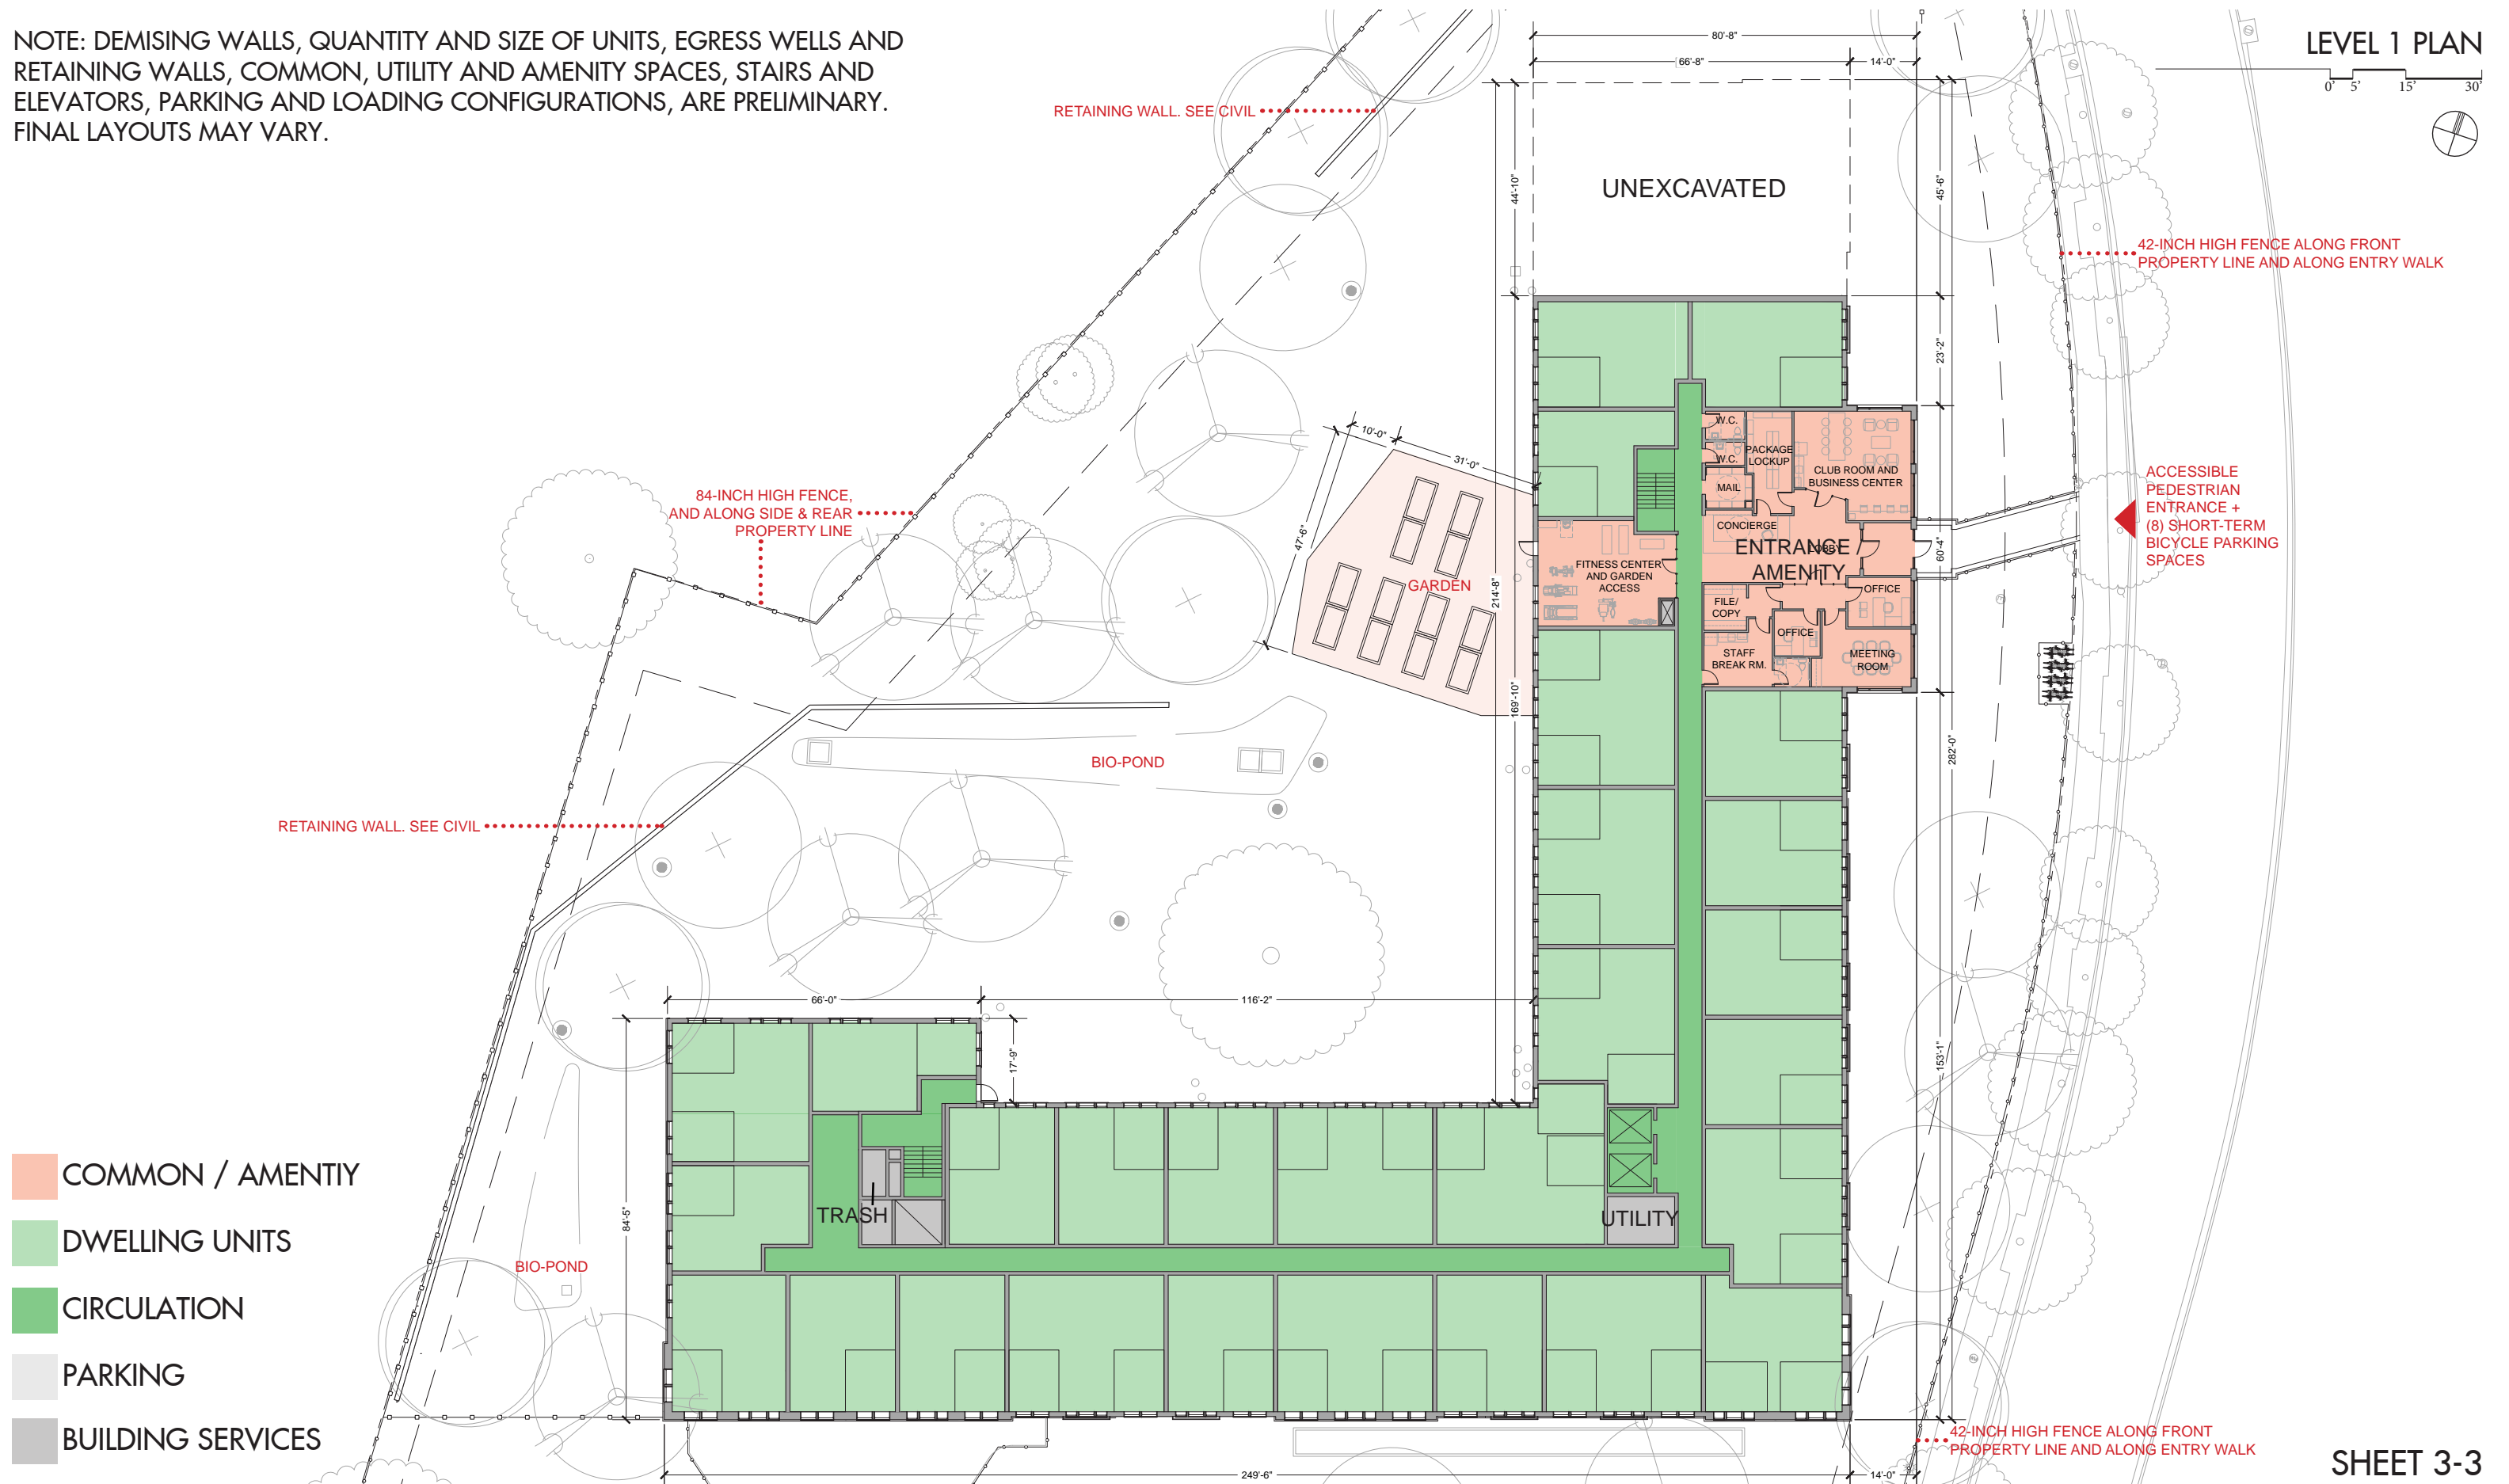 NOTE: DEMISING WALLS, QUANTITY AND SIZE OF UNITS, EGRESS WELLS AND
RETAINING WALLS, COMMON, UTILITY AND AMENITY SPACES, STAIRS AND
ELEVATORS, PARKING AND LOADING CONFIGURATIONS, ARE PRELIMINARY.
FINAL LAYOUTS MAY VARY.
LEVEL 1 PLAN
0' 5' 15' 30'
80'-8"
66'-8"
14'-0"
RETAINING WALL. SEE CIVIL
UNEXCAVATED
44'-10"
45'-6"
42-INCH HIGH FENCE ALONG FRONT
PROPERTY LINE AND ALONG ENTRY WALK
23'-2"
10'-0"
31'-0"
47'-6"
84-INCH HIGH FENCE,
AND ALONG SIDE & REAR
PROPERTY LINE
W.C.
W.C.
PACKAGE
LOCKUP
MAIL
CLUB ROOM AND
BUSINESS CENTER
CONCIERGE
LOBBY
ENTRANCE
AMENITY
60'-4"
ACCESSIBLE
PEDESTRIAN
ENTRANCE +
(8) SHORT-TERM
BICYCLE PARKING
SPACES
FITNESS CENTER
AND GARDEN
ACCESS
GARDEN
214'-8"
FILE/
COPY
OFFICE
OFFICE
STAFF
BREAK RM.
MEETING
ROOM
169'-10"
282'-0"
BIO-POND
RETAINING WALL. SEE CIVIL
66'-0"
116'-2"
17'-9"
153'-1"
84'-5"
TRASH
UTILITY
BIO-POND
COMMON / AMENTIY
DWELLING UNITS
CIRCULATION
PARKING
BUILDING SERVICES
42-INCH HIGH FENCE ALONG FRONT
PROPERTY LINE AND ALONG ENTRY WALK
249'-6"
14'-0"
SHEET 3-3